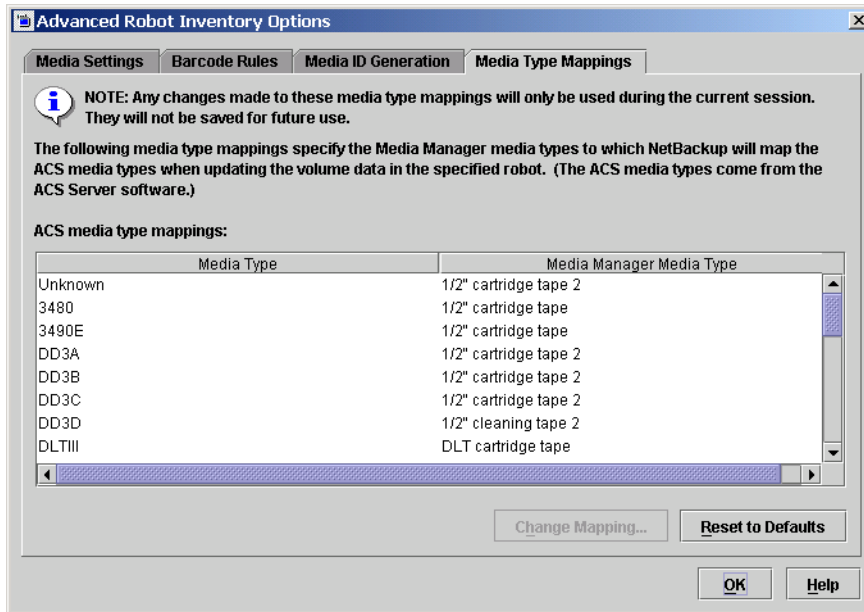 Advanced Robot Inventory Options
Media Settings Barcode Rules Media ID Generation Media Type Mappings
NOTE: Any changes made to these media type mappings will only be used during the current session.
They will not be saved for future use.
The following media type mappings specify the Media Manager media types to which NetBackup will map the
ACS media types when updating the volume data in the specified robot. (The ACS media types come from the
ACS Server software.)
ACS media type mappings:
Media Type Media Manager Media Type
Unknown 1/2" cartridge tape 2
3480 1/2" cartridge tape
3490E 1/2" cartridge tape
DD3A 1/2" cartridge tape 2
DD3B 1/2" cartridge tape 2
DD3C 1/2" cartridge tape 2
DD3D 1/2" cleaning tape 2
DLTIII DLT cartridge tape
Change Mapping... Reset to Defaults
OK Help